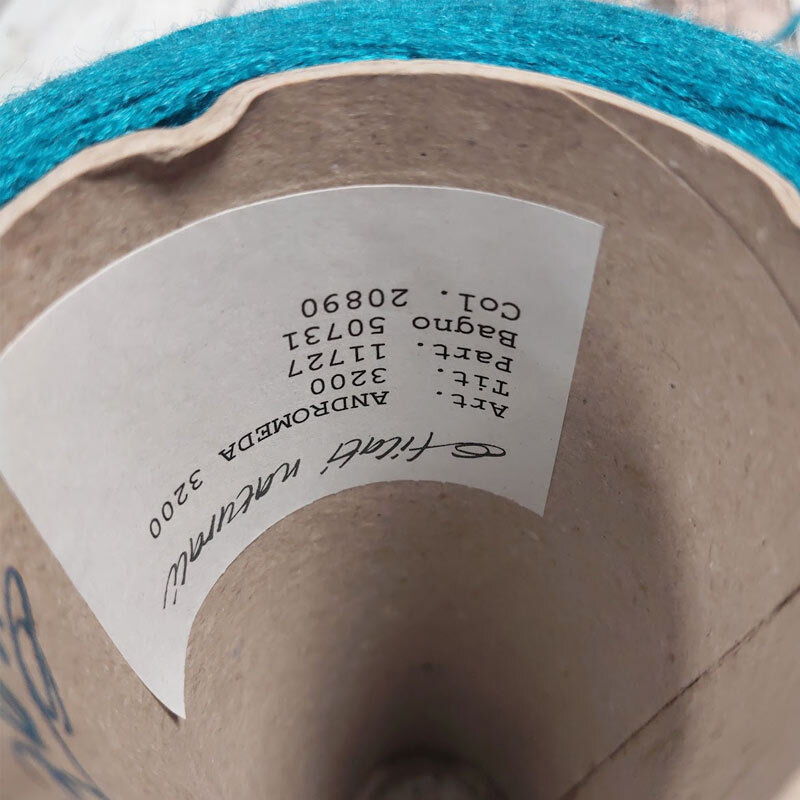 filati naturali
Art. ANDROMEDA 3200
Tit. 3200
Part. 11727
Bagno 50731
Col. 20890